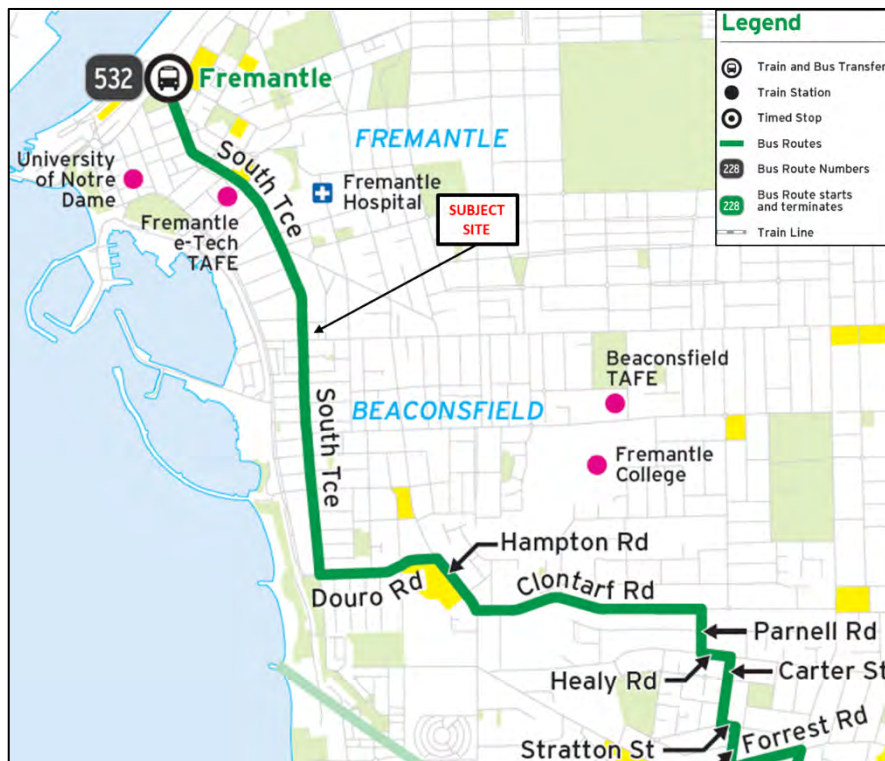 Legend
Train and Bus Transfer
Train Station
Timed Stop
Bus Routes
228
Bus Route Numbers
228
Bus Route starts
and terminates
Train Line
532
Fremantle
FREMANTLE
South Tce
University
of Notre
Dame
Fremantle
e-Tech
TAFE
Fremantle
Hospital
SUBJECT
SITE
Beaconsfield
TAFE
BEACONSFIELD
South Tce
Fremantle
College
Hampton Rd
Douro Rd
Clontarf Rd
Parnell Rd
Healy Rd
Carter St
Stratton St
Forrest Rd